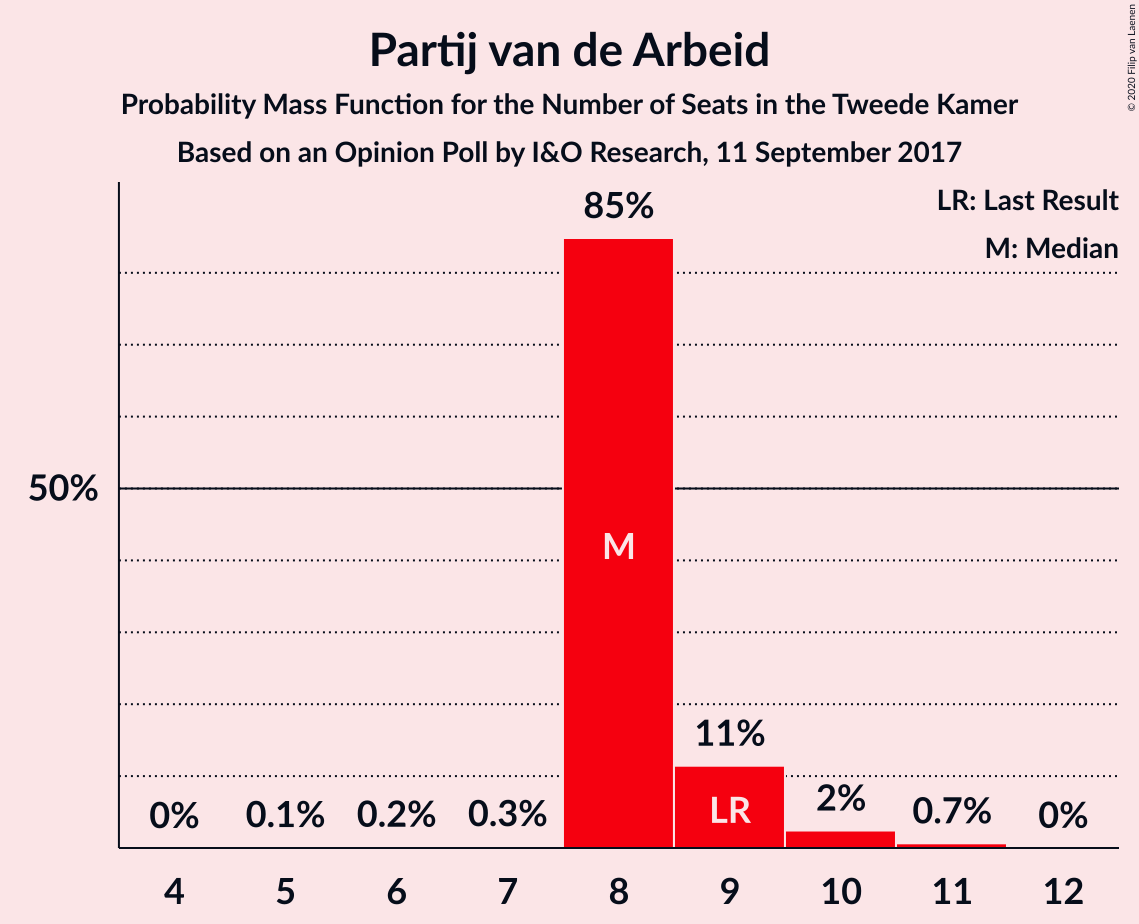 Partij van de Arbeid
Probability Mass Function for the Number of Seats in the Tweede Kamer
Based on an Opinion Poll by I&O Research, 11 September 2017
© 2020 Filip van Laenen
LR: Last Result
M: Median
85%
50%
M
11%
LR
0%
0.1%
0.2%
0.3%
2%
0.7%
0%
4 5 6 7 8 9 10 11 12